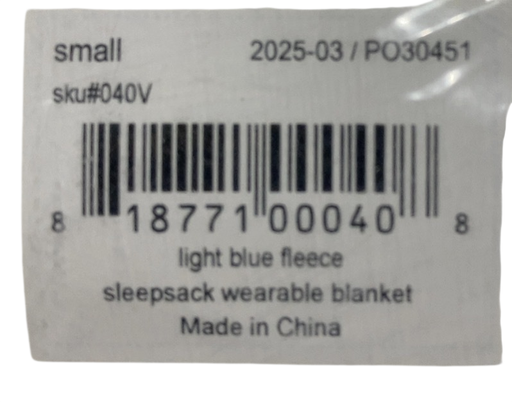 small 2025-03 / PO30451
sku#040V
8 18771 00040 8
light blue fleece
sleepsack wearable blanket
Made in China